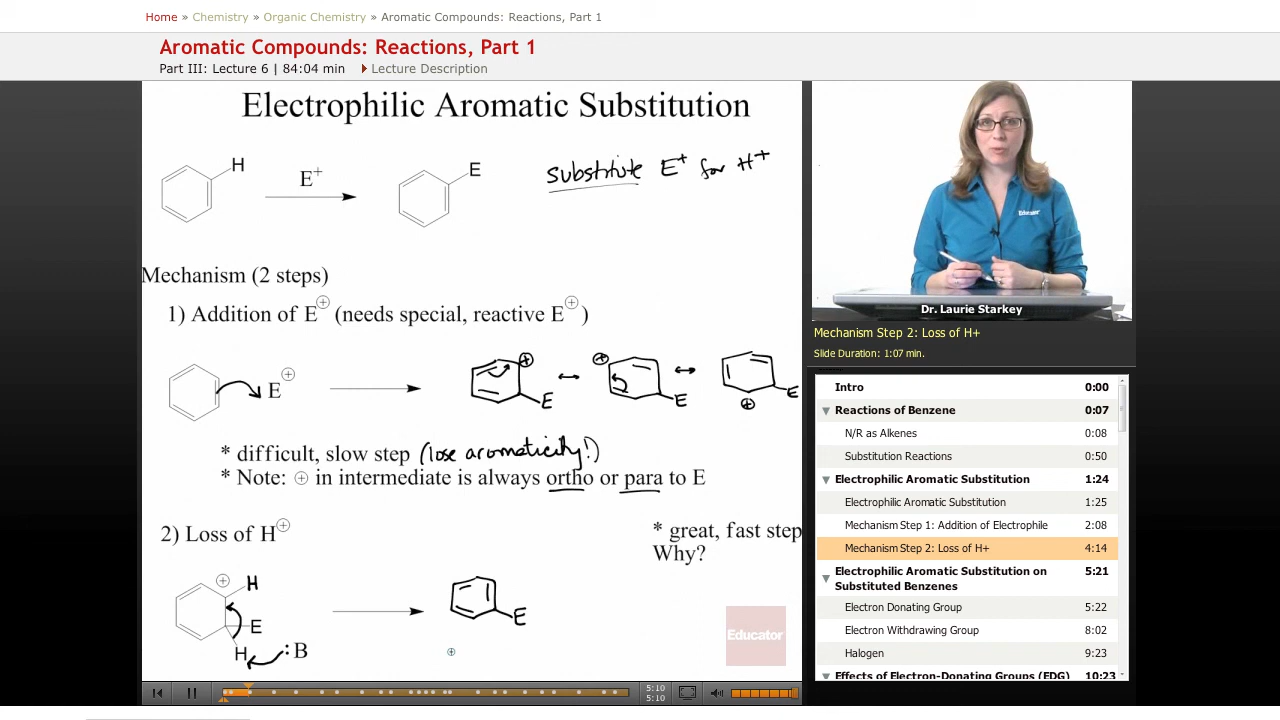 Home » Chemistry » Organic Chemistry » Aromatic Compounds: Reactions, Part 1
Aromatic Compounds: Reactions, Part 1
Part III: Lecture 6 | 84:04 min Lecture Description
Electrophilic Aromatic Substitution
H
E+
E
substitute E+ for H+
Mechanism (2 steps)
1) Addition of E⊕ (needs special, reactive E⊕)
E⊕
⊕
E
⊕
E
⊕
E
* difficult, slow step (lose aromaticity!)
* Note: ⊕ in intermediate is always ortho or para to E
2) Loss of H⊕
* great, fast step
Why?
⊕
H
E
H
:B
E
Educator
5:10
5:10
Educator
Dr. Laurie Starkey
Mechanism Step 2: Loss of H+
Slide Duration: 1:07 min.
Intro 0:00
Reactions of Benzene 0:07
N/R as Alkenes 0:08
Substitution Reactions 0:50
Electrophilic Aromatic Substitution 1:24
Electrophilic Aromatic Substitution 1:25
Mechanism Step 1: Addition of Electrophile 2:08
Mechanism Step 2: Loss of H+ 4:14
Electrophilic Aromatic Substitution on
Substituted Benzenes 5:21
Electron Donating Group 5:22
Electron Withdrawing Group 8:02
Halogen 9:23
Effects of Electron-Donating Groups (EDG) 10:23